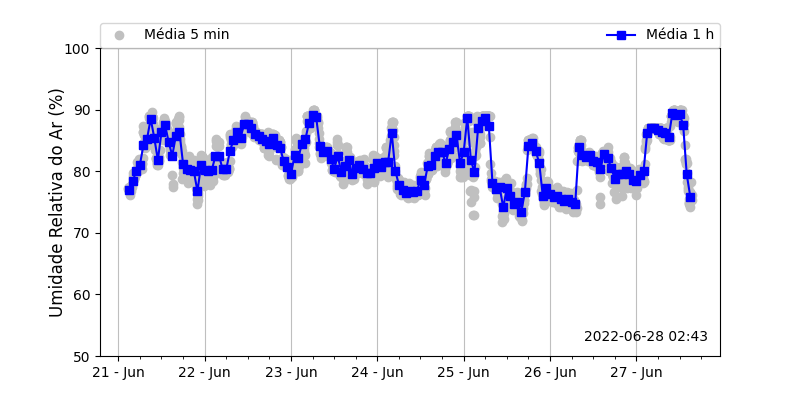 Média 5 min
Média 1 h
Umidade Relativa do Ar (%)
100
90
80
70
60
50
2022-06-28 02:43
21 - Jun
22 - Jun
23 - Jun
24 - Jun
25 - Jun
26 - Jun
27 - Jun